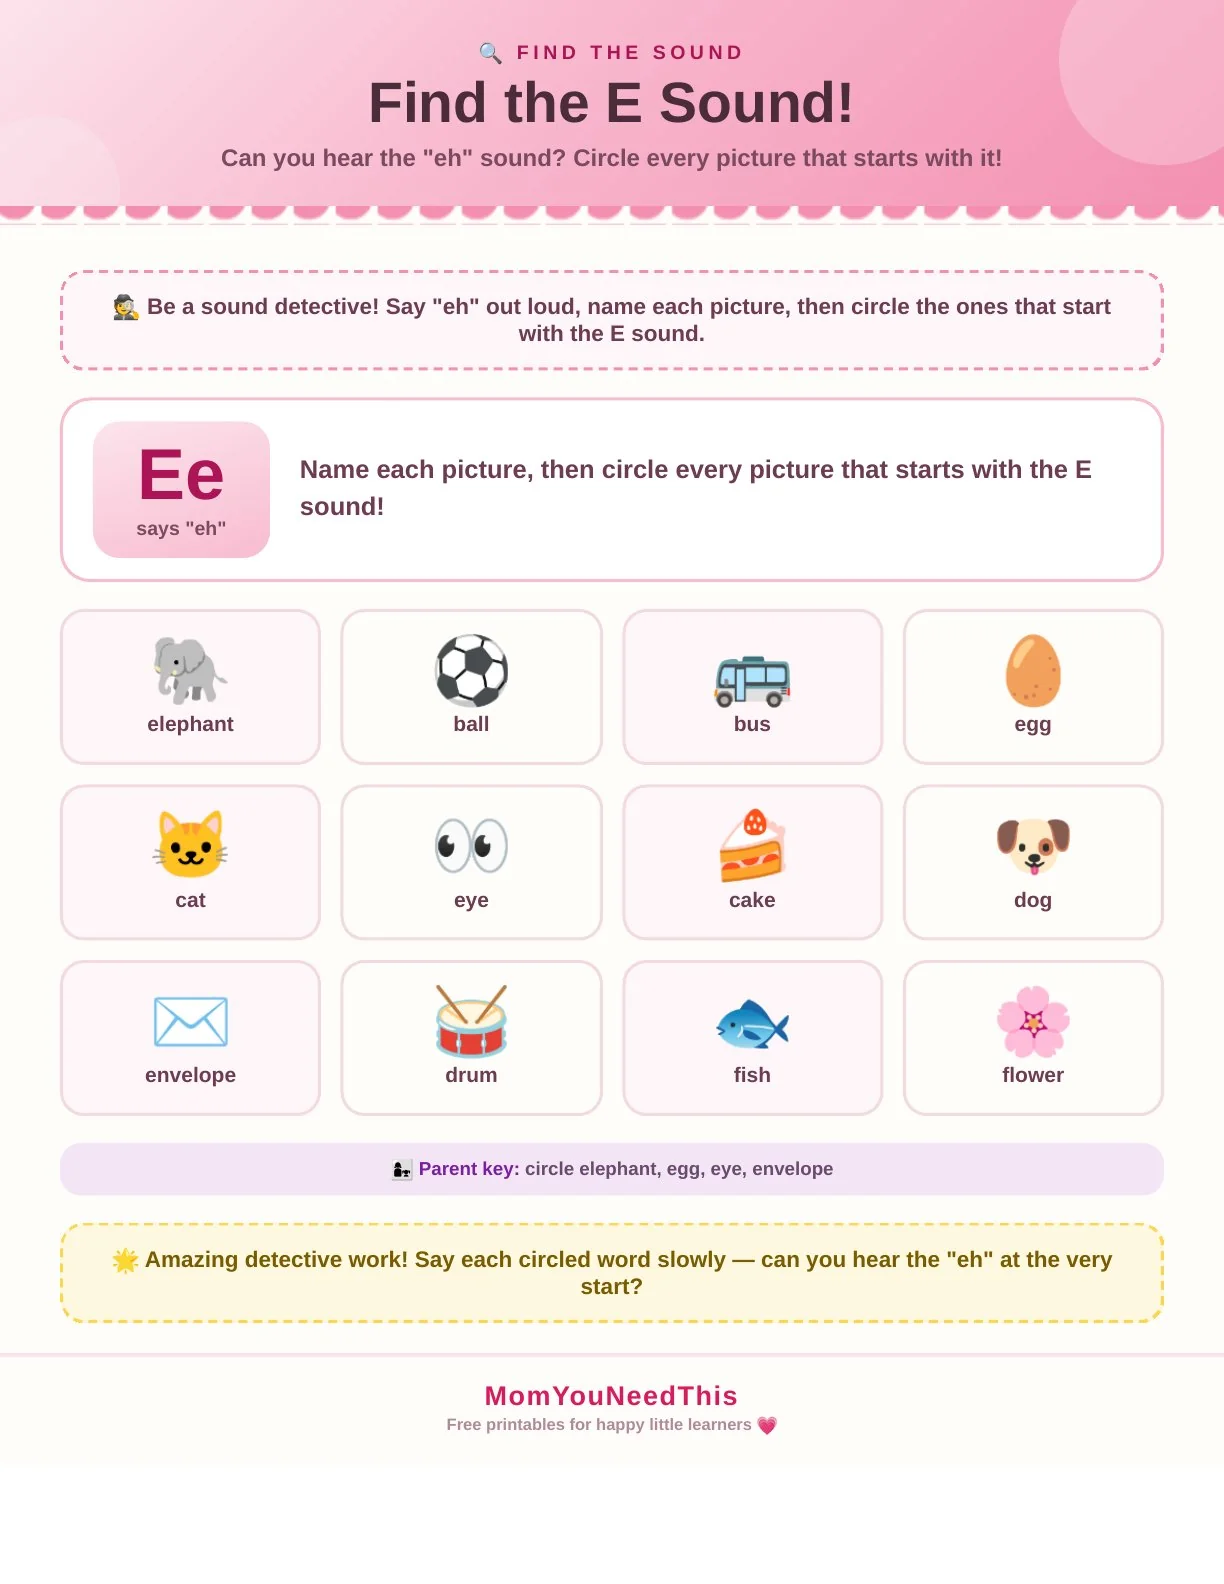 🔍 FIND THE SOUND
Find the E Sound!
Can you hear the "eh" sound? Circle every picture that starts with it!
🕵️ Be a sound detective! Say "eh" out loud, name each picture, then circle the ones that start
with the E sound.
Ee
says "eh"
Name each picture, then circle every picture that starts with the E
sound!
elephant
ball
bus
egg
cat
eye
cake
dog
envelope
drum
fish
flower
Parent key: circle elephant, egg, eye, envelope
🌟 Amazing detective work! Say each circled word slowly — can you hear the "eh" at the very
start?
MomYouNeedThis
Free printables for happy little learners 💗